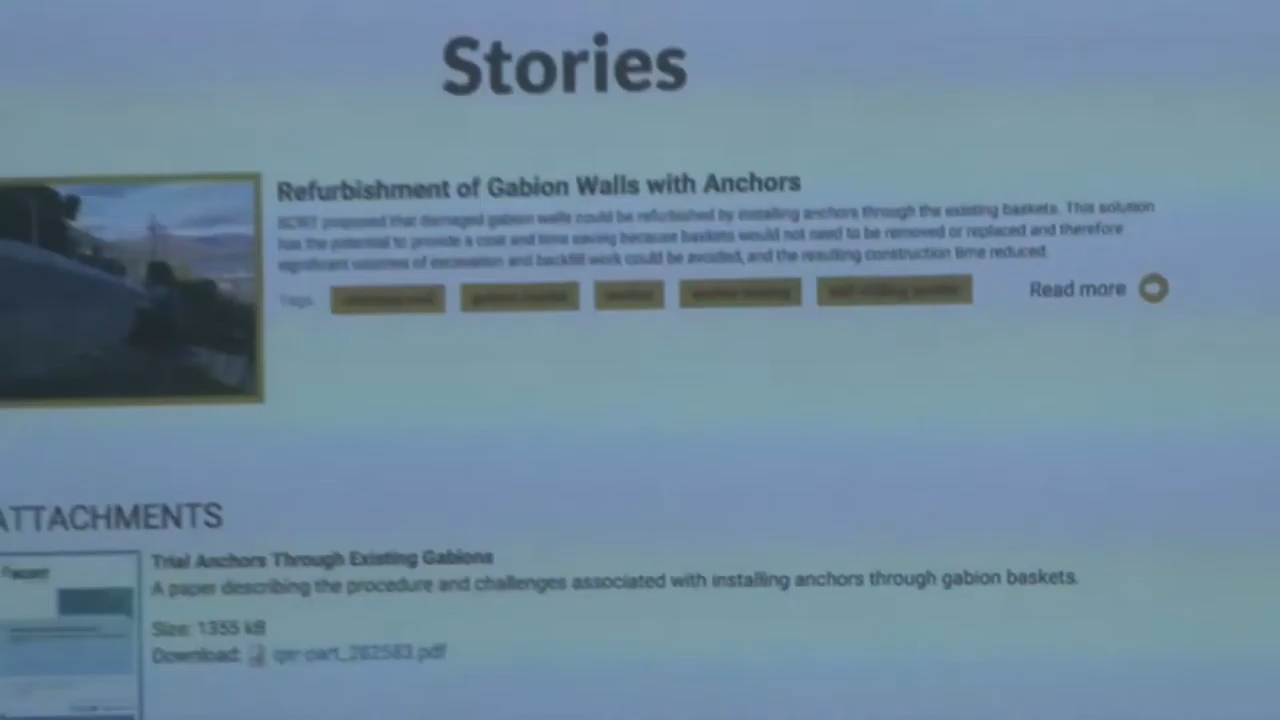 Stories
Refurbishment of Gabion Walls with Anchors
SCIRT proposed that damaged gabion walls could be refurbished by installing anchors through the existing baskets. This solution
has the potential to provide a cost and time saving because baskets would not need to be removed or replaced and therefore
significant volumes of excavation and backfill work could be avoided, and the resulting construction time reduced.
Tags:
Read more
ATTACHMENTS
Trial Anchors Through Existing Gabions
A paper describing the procedure and challenges associated with installing anchors through gabion baskets.
Size: 1355 kB
Download: